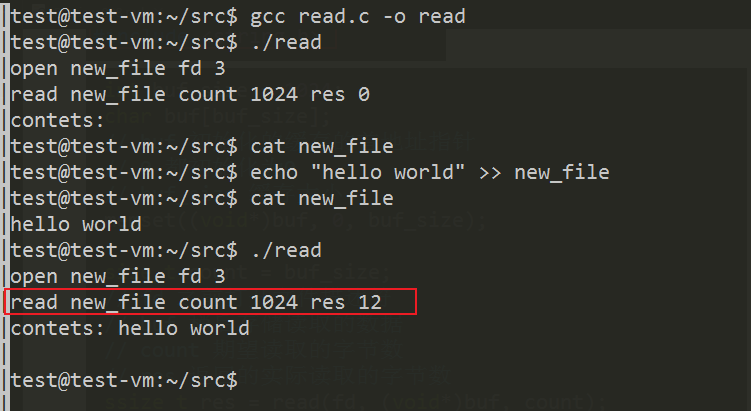 test@test-vm:~/src$ gcc read.c -o read
test@test-vm:~/src$ ./read
open new_file fd 3
read new_file count 1024 res 0
contets:
test@test-vm:~/src$ cat new_file
test@test-vm:~/src$ echo "hello world" >> new_file
test@test-vm:~/src$ cat new_file
hello world
test@test-vm:~/src$ ./read
open new_file fd 3
read new_file count 1024 res 12
contets: hello world
test@test-vm:~/src$